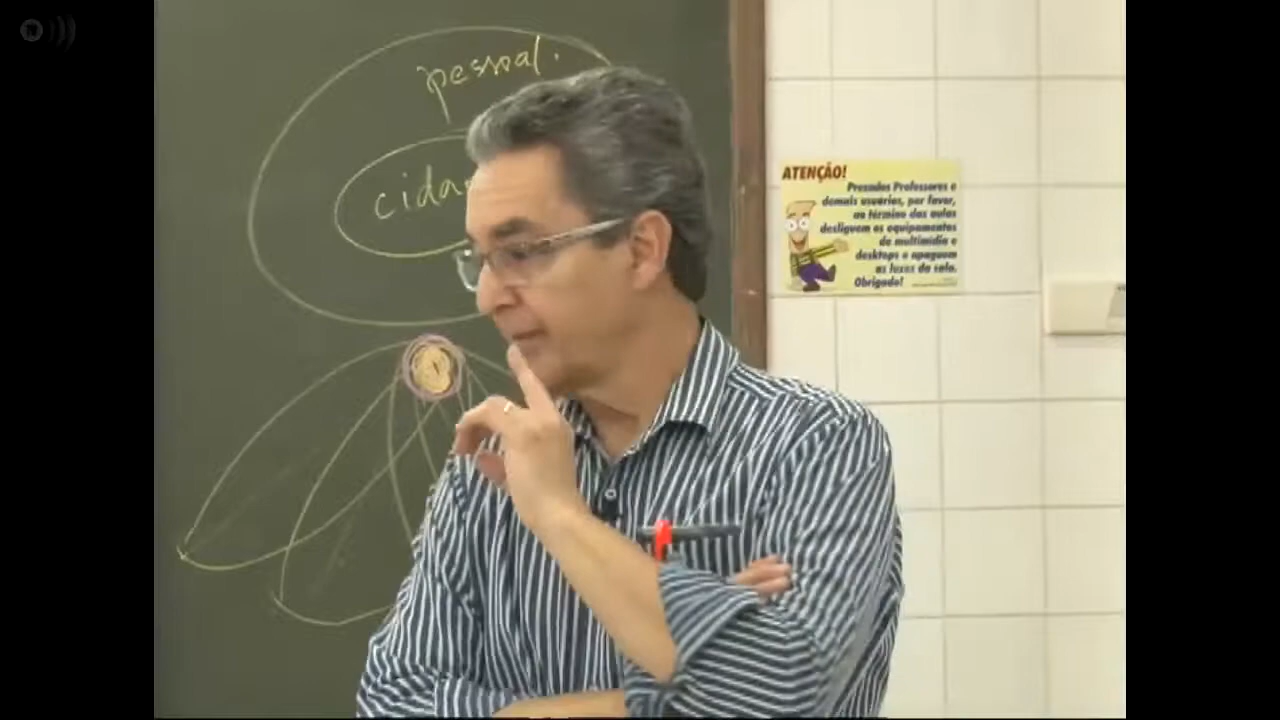 pessoal.
cidad
ATENÇÃO!
Prezados Professores e
demais usuários, por favor,
ao término das aulas
desliguem os equipamentos
de multimídia e
desktops e apaguem
as luzes da sala.
Obrigado!